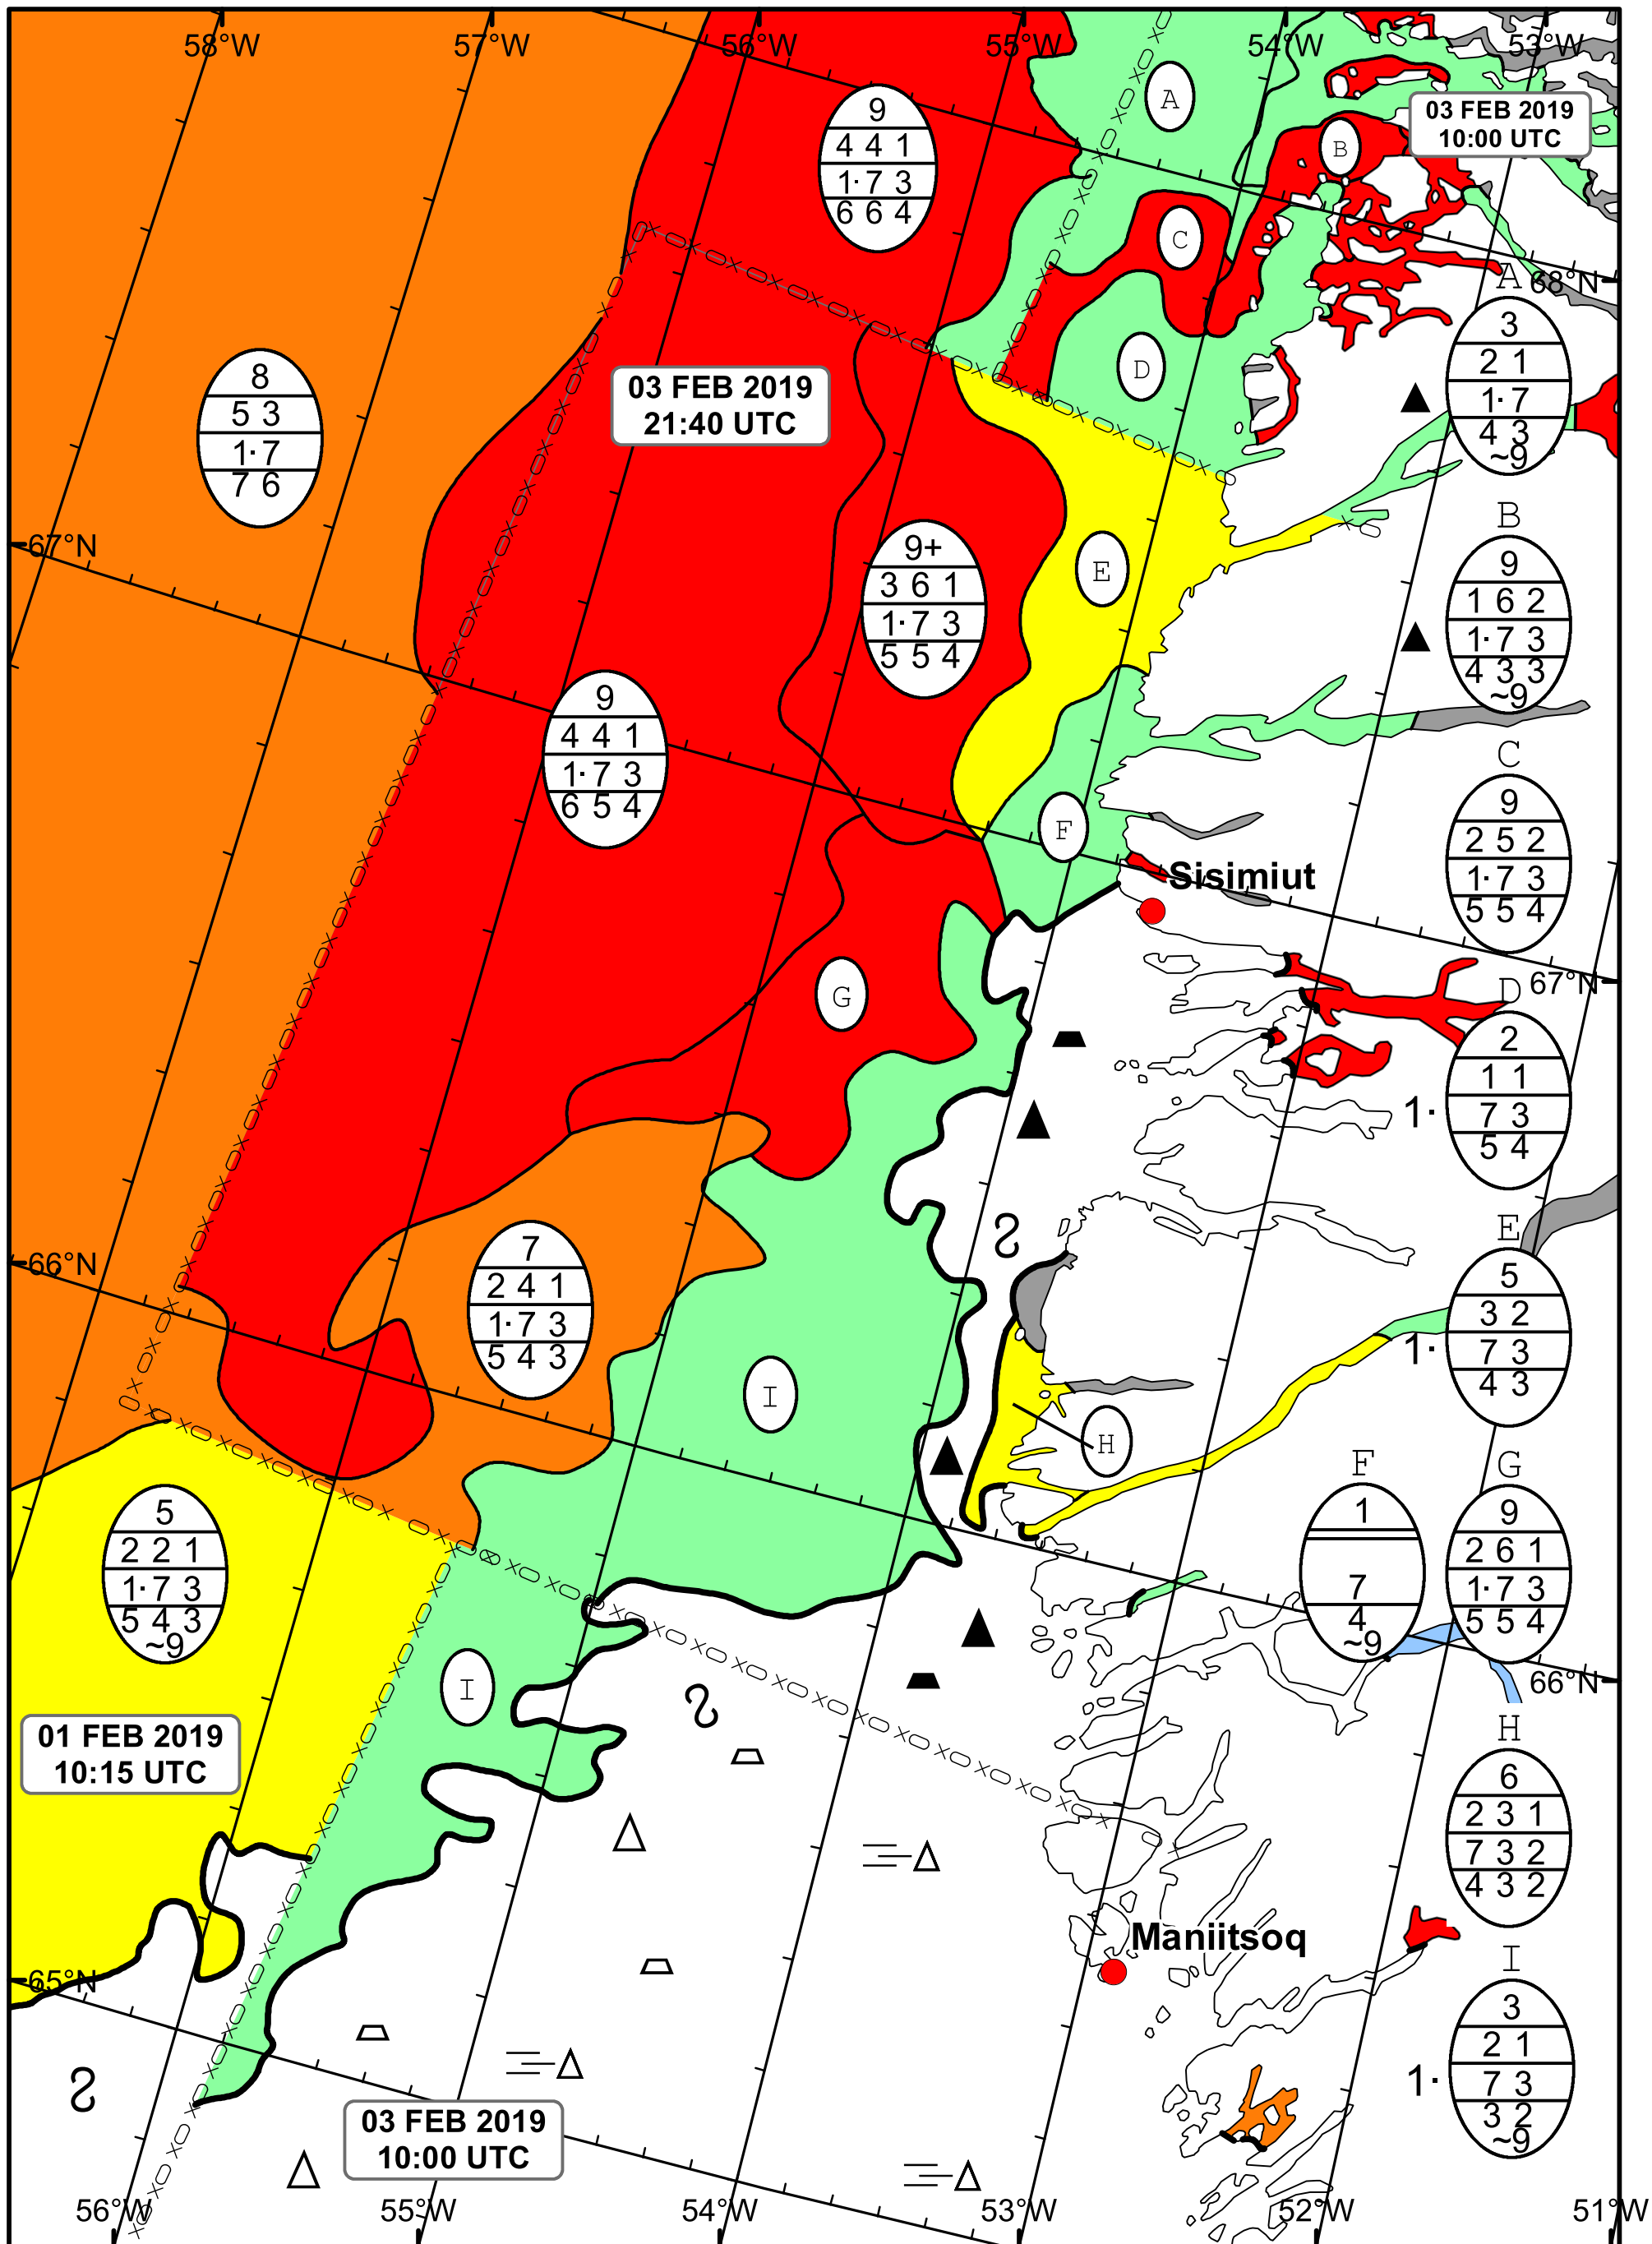 58°W
57°W
56°W
55°W
54°W
53°W
A
03 FEB 2019
10:00 UTC
9
4 4 1
1· 7 3
6 6 4
B
C
68°N
D
03 FEB 2019
21:40 UTC
8
5 3
1· 7
7 6
A
3
2 1
1· 7
4 3
~9
67°N
9+
3 6 1
1· 7 3
5 5 4
E
B
9
1 6 2
1· 7 3
4 3 3
~9
9
4 4 1
1· 7 3
6 5 4
F
Sisimiut
C
9
2 5 2
1· 7 3
5 5 4
G
67°N
D
2
1 1
1·
7 3
5 4
66°N
7
2 4 1
1· 7 3
5 4 3
I
H
E
5
3 2
1·
7 3
4 3
5
2 2 1
1· 7 3
5 4 3
~9
F
1
7
4
~9
G
9
2 6 1
1· 7 3
5 5 4
I
66°N
01 FEB 2019
10:15 UTC
H
6
2 3 1
7 3 2
4 3 2
Maniitsoq
65°N
I
3
2 1
1·
7 3
3 2
~9
03 FEB 2019
10:00 UTC
56°W
55°W
54°W
53°W
52°W
51°W